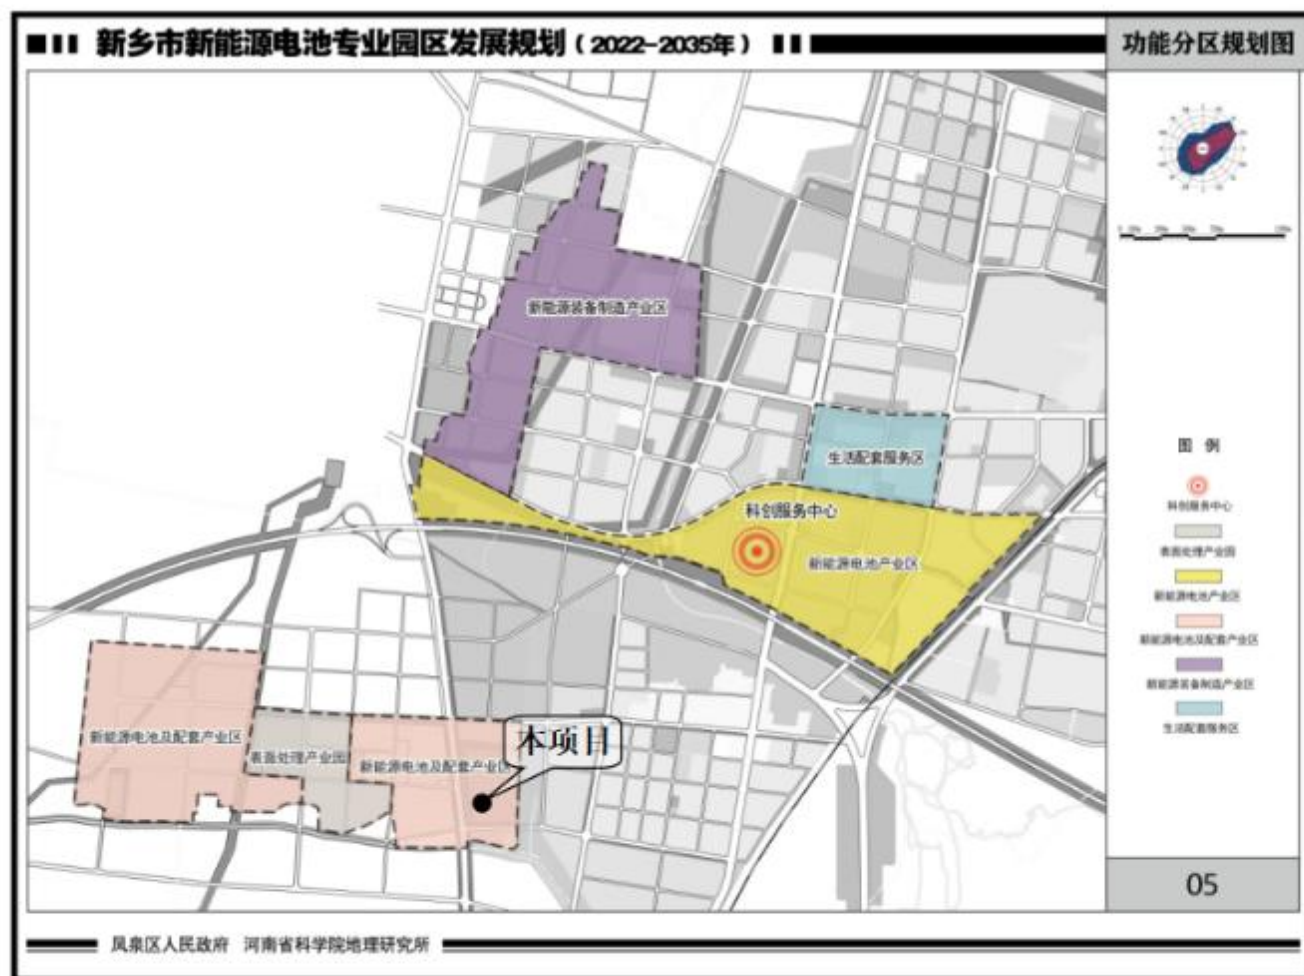 新乡市新能源电池专业园区发展规划（2022-2035年）
功能分区规划图
新能源装备制造产业区
生活配套服务区
科创服务中心
新能源电池产业区
新能源电池及配套产业区
表面处理产业园
新能源电池及配套产业区
本项目
图 例
科创服务中心
表面处理产业园
新能源电池产业区
新能源电池及配套产业区
新能源装备制造产业区
生活配套服务区
05
凤泉区人民政府 河南省科学院地理研究所